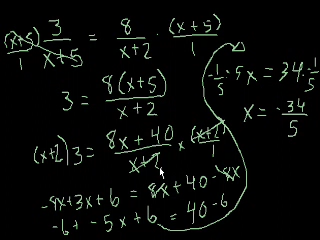 (x+5)/1 · 3/(x+5) = 8/(x+2) · (x+5)/1
3 = 8(x+5)/(x+2)
(x+2) 3 = (8x+40)/(x+2) × (x+2)/1
-8x+3x+6 = 8x+40 -8x
-6+ -5x+6 = 40 -6
-1/5 · 5x = 34 · -1/5
x = -34/5